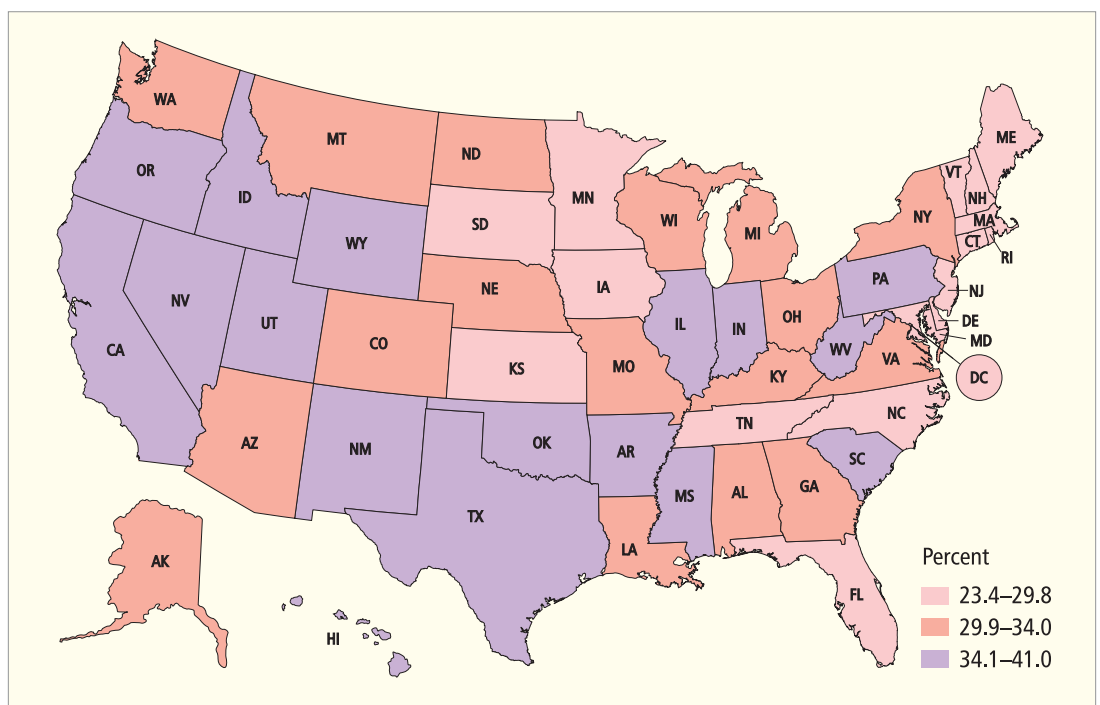 WA
MT
ND
MN
ME
VT
NH
OR
ID
WY
SD
WI
MI
NY
MA
CT
RI
NV
UT
CA
NE
IA
CO
KS
MO
IL
IN
OH
PA
NJ
DE
MD
DC
WV
VA
KY
AZ
NM
OK
AR
TN
NC
SC
MS
AL
GA
TX
LA
FL
AK
HI
Percent
23.4–29.8
29.9–34.0
34.1–41.0